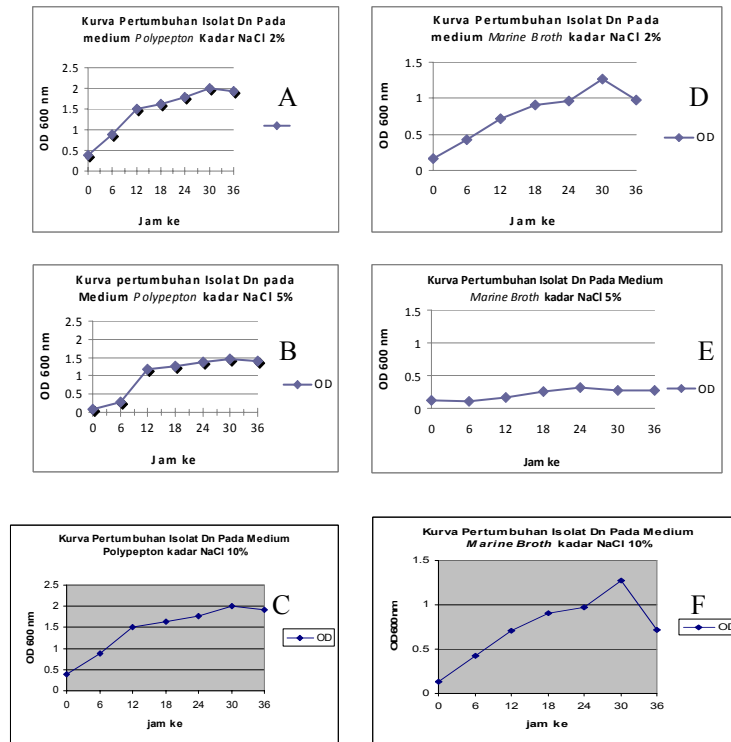 Kurva Pertumbuhan Isolat Dn Pada
medium Polypepton Kadar NaCl 2%
OD 600 nm
2.5
2
1.5
1
0.5
0
0 6 12 18 24 30 36
Jam ke
A
Kurva Pertumbuhan Isolat Dn Pada
medium Marine Broth kadar NaCl 2%
OD 600 nm
1.5
1
0.5
0
0 6 12 18 24 30 36
Jam ke
D
OD
Kurva pertumbuhan Isolat Dn pada
Medium Polypepton kadar NaCl 5%
OD 600 nm
2.5
2
1.5
1
0.5
0
0 6 12 18 24 30 36
Jam ke
B
OD
Kurva Pertumbuhan Isolat Dn Pada Medium
Marine Broth kadar NaCl 5%
OD 600 nm
1.5
1
0.5
0
0 6 12 18 24 30 36
Jam ke
E
OD
Kurva Pertumbuhan Isolat Dn Pada Medium
Polypepton kadar NaCl 10%
OD 600 nm
2.5
2
1.5
1
0.5
0
0 6 12 18 24 30 36
jam ke
C
OD
Kurva Pertumbuhan Isolat Dn Pada Medium
Marine Broth kadar NaCl 10%
OD 600nm
1.5
1
0.5
0
0 6 12 18 24 30 36
jam ke
F
OD